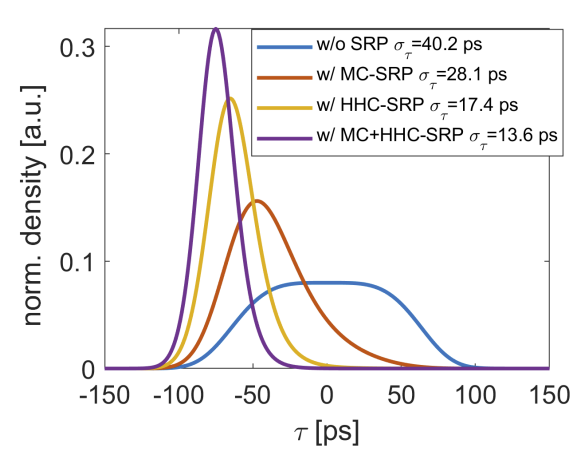 w/o SRP σ_τ=40.2 ps
w/ MC-SRP σ_τ=28.1 ps
w/ HHC-SRP σ_τ=17.4 ps
w/ MC+HHC-SRP σ_τ=13.6 ps
norm. density [a.u.]
0.3
0.2
0.1
0
-150 -100 -50 0 50 100 150
τ [ps]